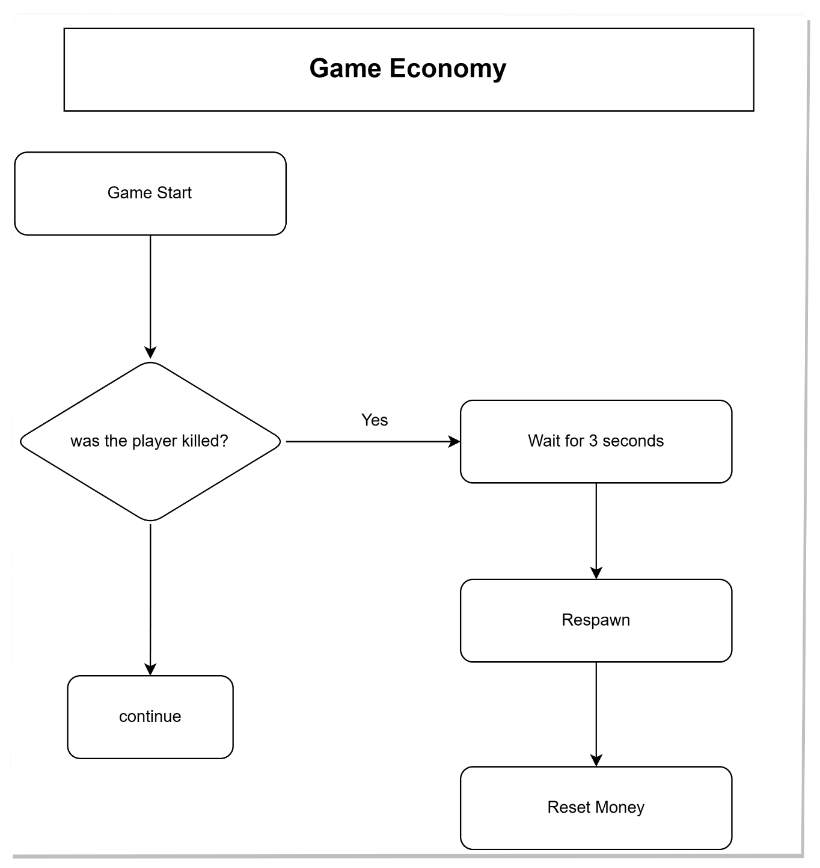 Game Economy
Game Start
was the player killed?
Yes
Wait for 3 seconds
Respawn
continue
Reset Money